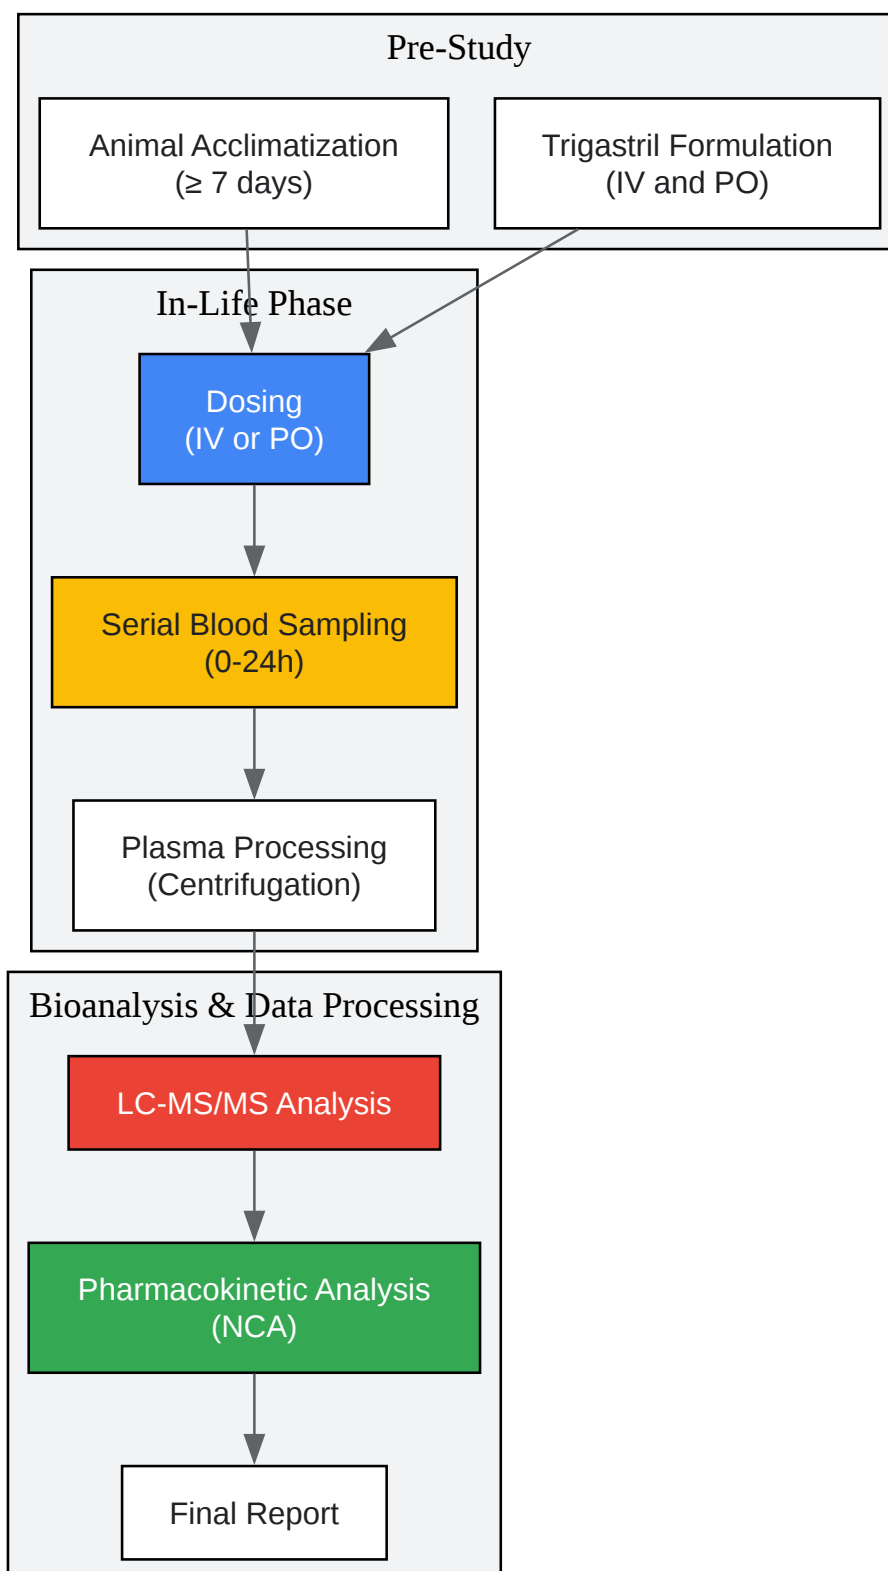 Pre-Study
Animal Acclimatization
(≥ 7 days)
Trigastril Formulation
(IV and PO)
In-Life Phase
Dosing
(IV or PO)
Serial Blood Sampling
(0-24h)
Plasma Processing
(Centrifugation)
Bioanalysis & Data Processing
LC-MS/MS Analysis
Pharmacokinetic Analysis
(NCA)
Final Report